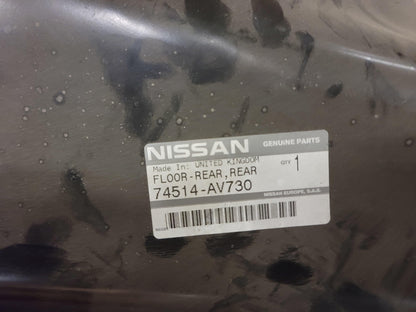 NISSAN GENUINE PARTS
Made In: UNITED KINGDOM QTY
FLOOR-REAR,REAR 1
74514-AV730
NISSAN EUROPE, S.A.S.